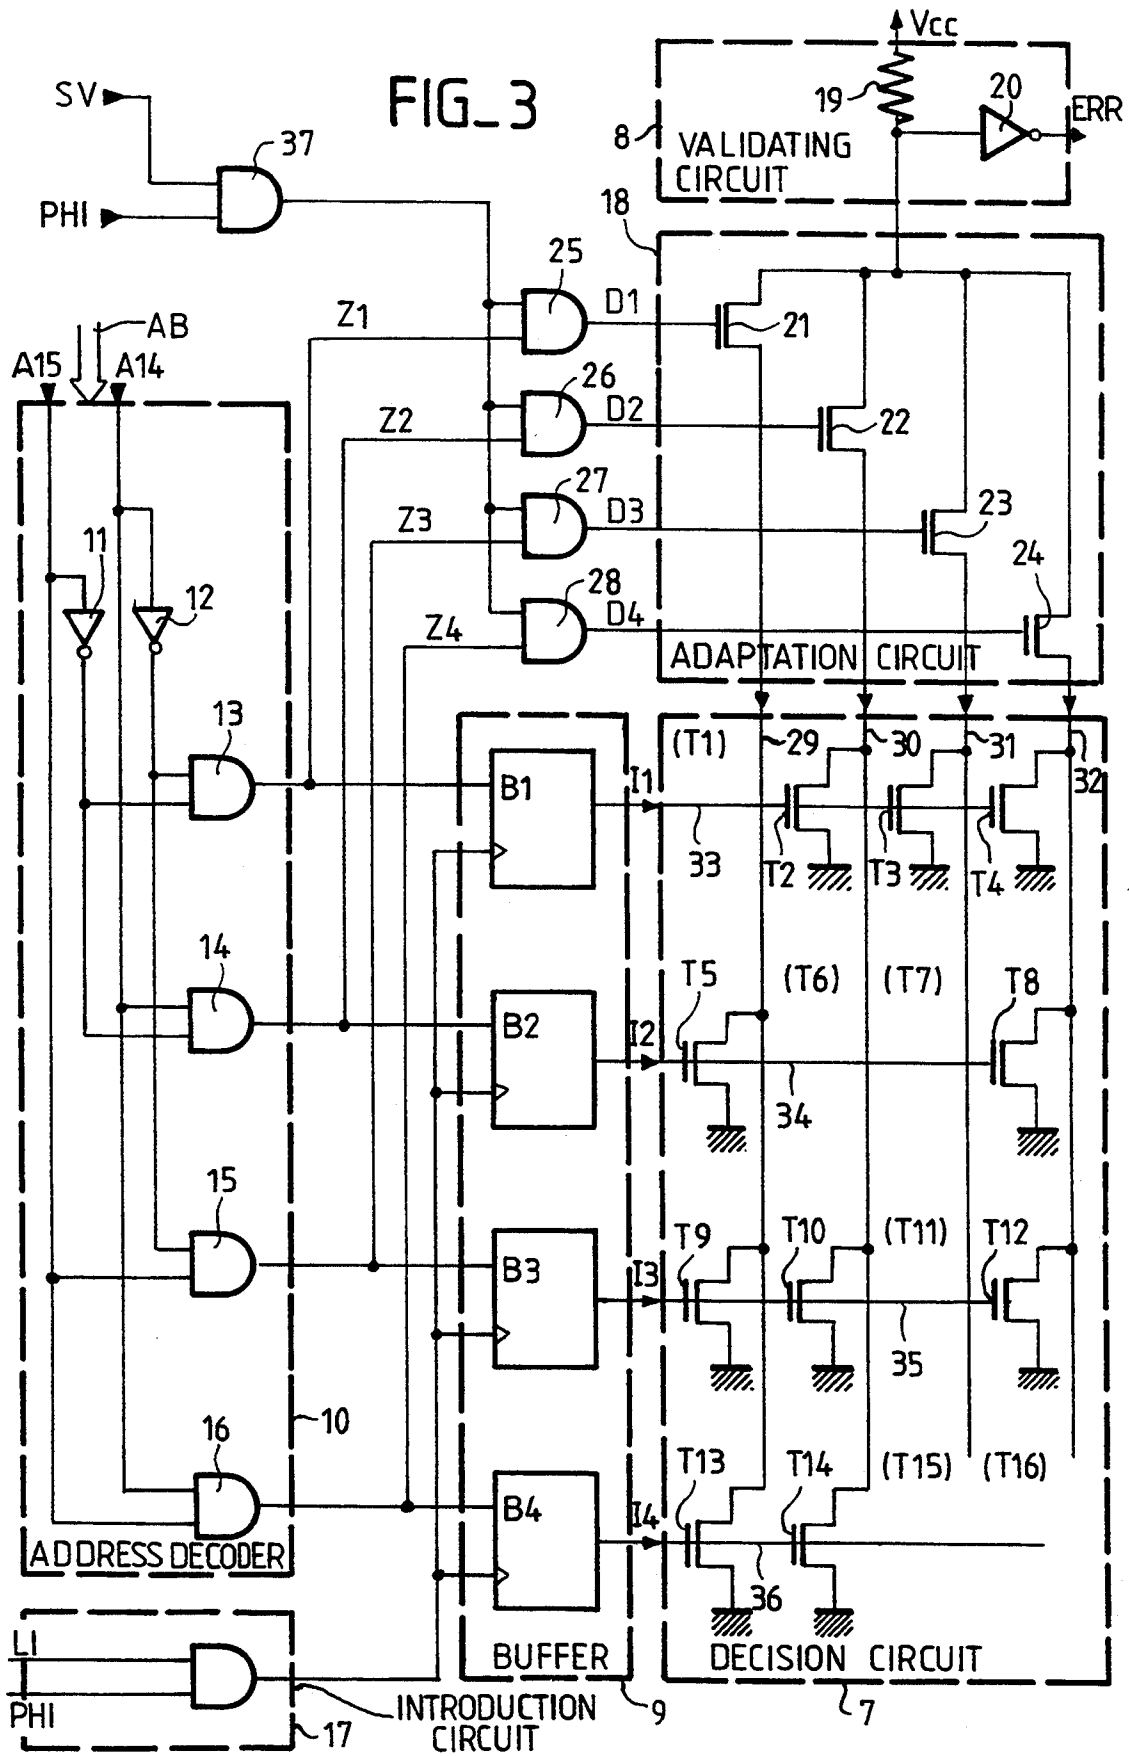 Vcc
SV
FIG_3
19
20
ERR
8
VALIDATING
CIRCUIT
37
PHI
18
25
D1
Z1
21
AB
A15
A14
26
D2
Z2
22
27
D3
Z3
23
11
12
28
D4
Z4
24
ADAPTATION CIRCUIT
13
(T1)
29
30
31
32
B1
I1
33
T2
T3
T4
14
T5
(T6)
(T7)
T8
B2
I2
34
15
T9
T10
(T11)
T12
B3
I3
35
10
16
T13
T14
(T15)
(T16)
B4
I4
36
ADDRESS DECODER
LI
BUFFER
DECISION CIRCUIT
PHI
INTRODUCTION
CIRCUIT
17
9
7